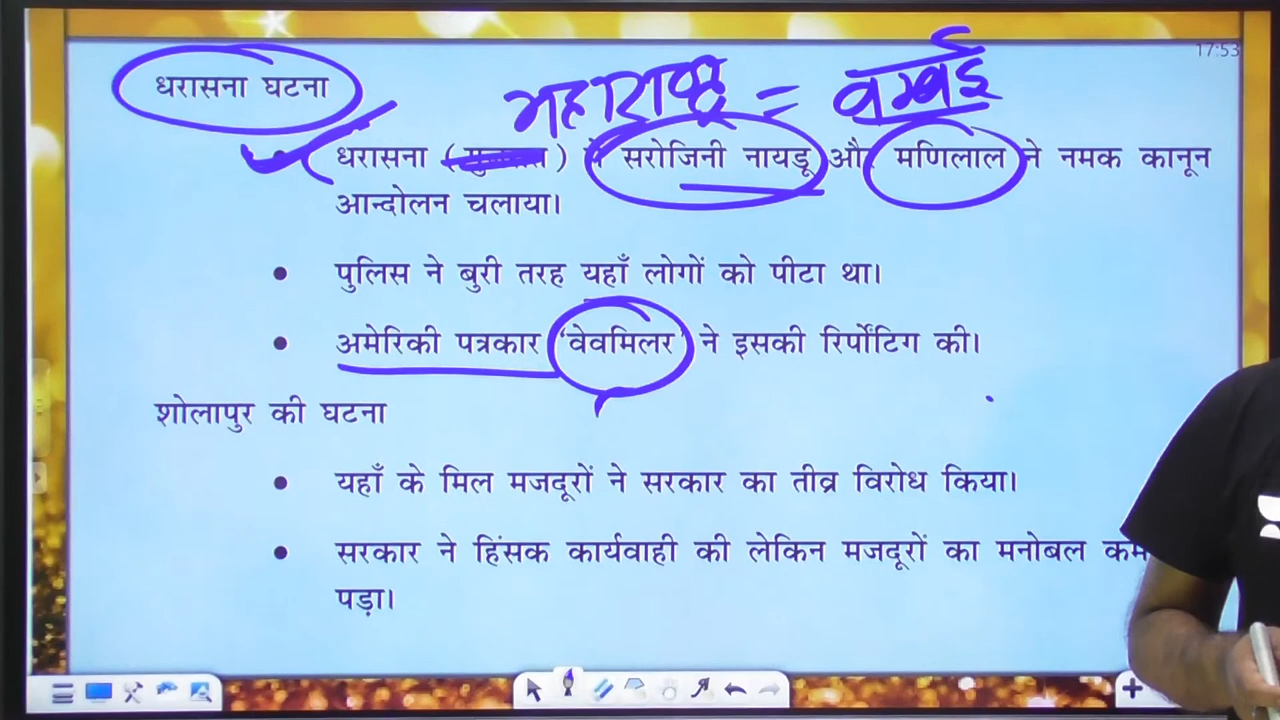 17:53
धरासना घटना
महाराष्ट्र = बम्बई
धरासना ( ) में सरोजिनी नायडू और मणिलाल ने नमक कानून
आन्दोलन चलाया।
• पुलिस ने बुरी तरह यहाँ लोगों को पीटा था।
• अमेरिकी पत्रकार 'वेवमिलर' ने इसकी रिर्पोंटिग की।
शोलापुर की घटना
• यहाँ के मिल मजदूरों ने सरकार का तीव्र विरोध किया।
• सरकार ने हिंसक कार्यवाही की लेकिन मजदूरों का मनोबल कम
पड़ा।